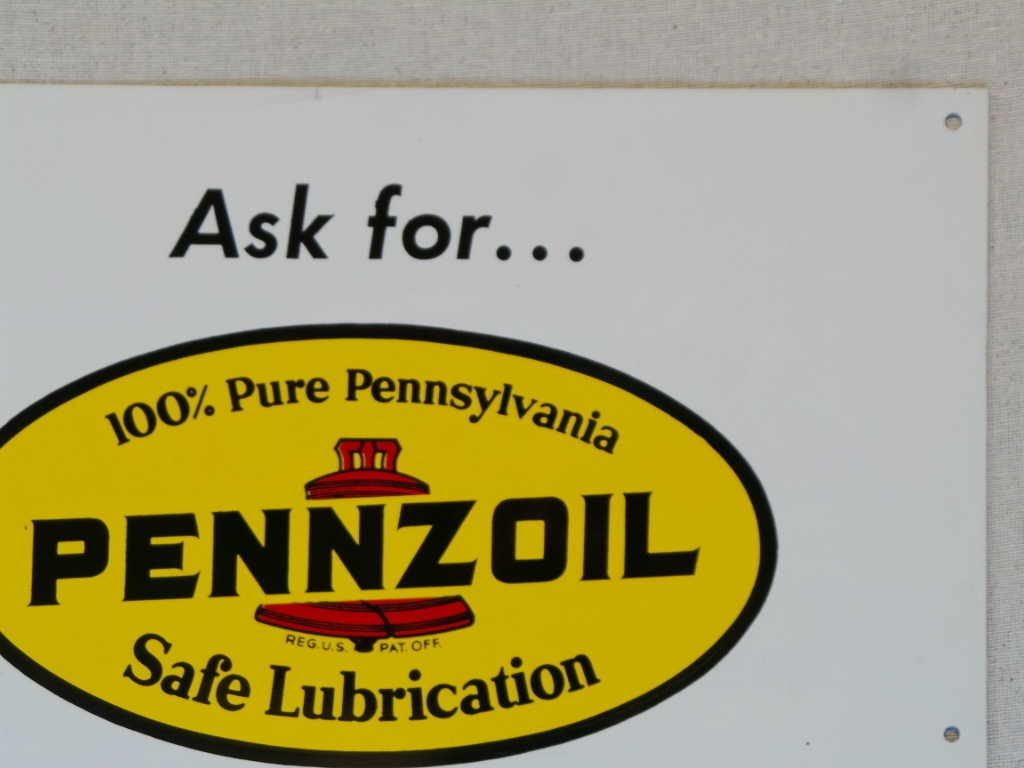 Ask for...
100% Pure Pennsylvania
PENNZOIL
REG.U.S. PAT.OFF.
Safe Lubrication